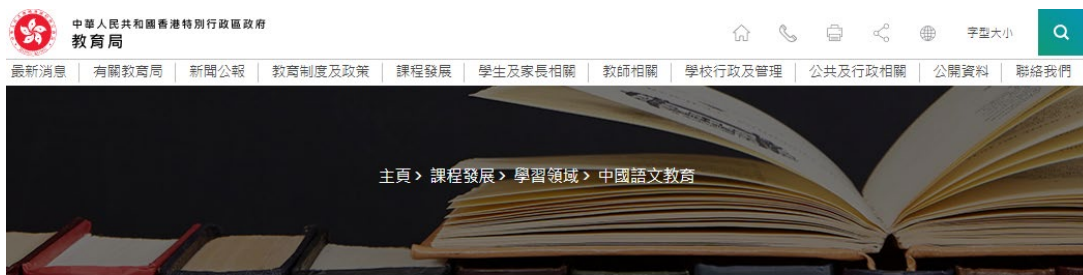 中華人民共和國香港特別行政區政府
教育局
字型大小
最新消息 有關教育局 新聞公報 教育制度及政策 課程發展 學生及家長相關 教師相關 學校行政及管理 公共及行政相關 公開資料 聯絡我們
主頁 › 課程發展 › 學習領域 › 中國語文教育